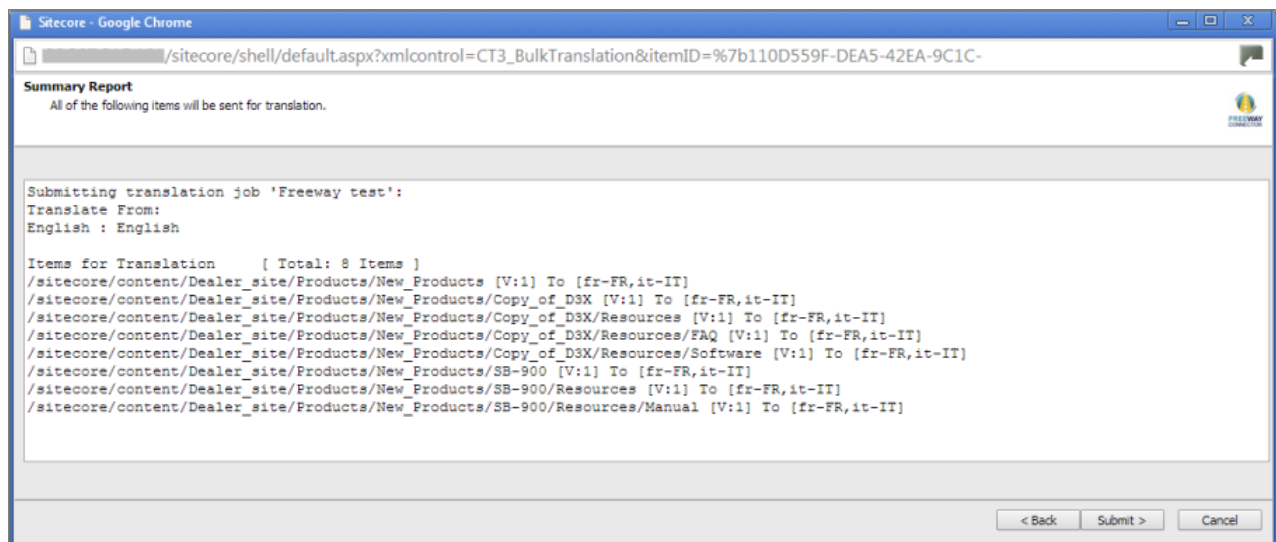 Sitecore - Google Chrome
/sitecore/shell/default.aspx?xmlcontrol=CT3_BulkTranslation&itemID=%7b110D559F-DEA5-42EA-9C1C-
Summary Report
All of the following items will be sent for translation.
FREEWAY
CONNECTOR
Submitting translation job 'Freeway test':
Translate From:
English : English
Items for Translation [ Total: 8 Items ]
/sitecore/content/Dealer_site/Products/New_Products [V:1] To [fr-FR,it-IT]
/sitecore/content/Dealer_site/Products/New_Products/Copy_of_D3X [V:1] To [fr-FR,it-IT]
/sitecore/content/Dealer_site/Products/New_Products/Copy_of_D3X/Resources [V:1] To [fr-FR,it-IT]
/sitecore/content/Dealer_site/Products/New_Products/Copy_of_D3X/Resources/FAQ [V:1] To [fr-FR,it-IT]
/sitecore/content/Dealer_site/Products/New_Products/Copy_of_D3X/Resources/Software [V:1] To [fr-FR,it-IT]
/sitecore/content/Dealer_site/Products/New_Products/SB-900 [V:1] To [fr-FR,it-IT]
/sitecore/content/Dealer_site/Products/New_Products/SB-900/Resources [V:1] To [fr-FR,it-IT]
/sitecore/content/Dealer_site/Products/New_Products/SB-900/Resources/Manual [V:1] To [fr-FR,it-IT]
< Back Submit > Cancel